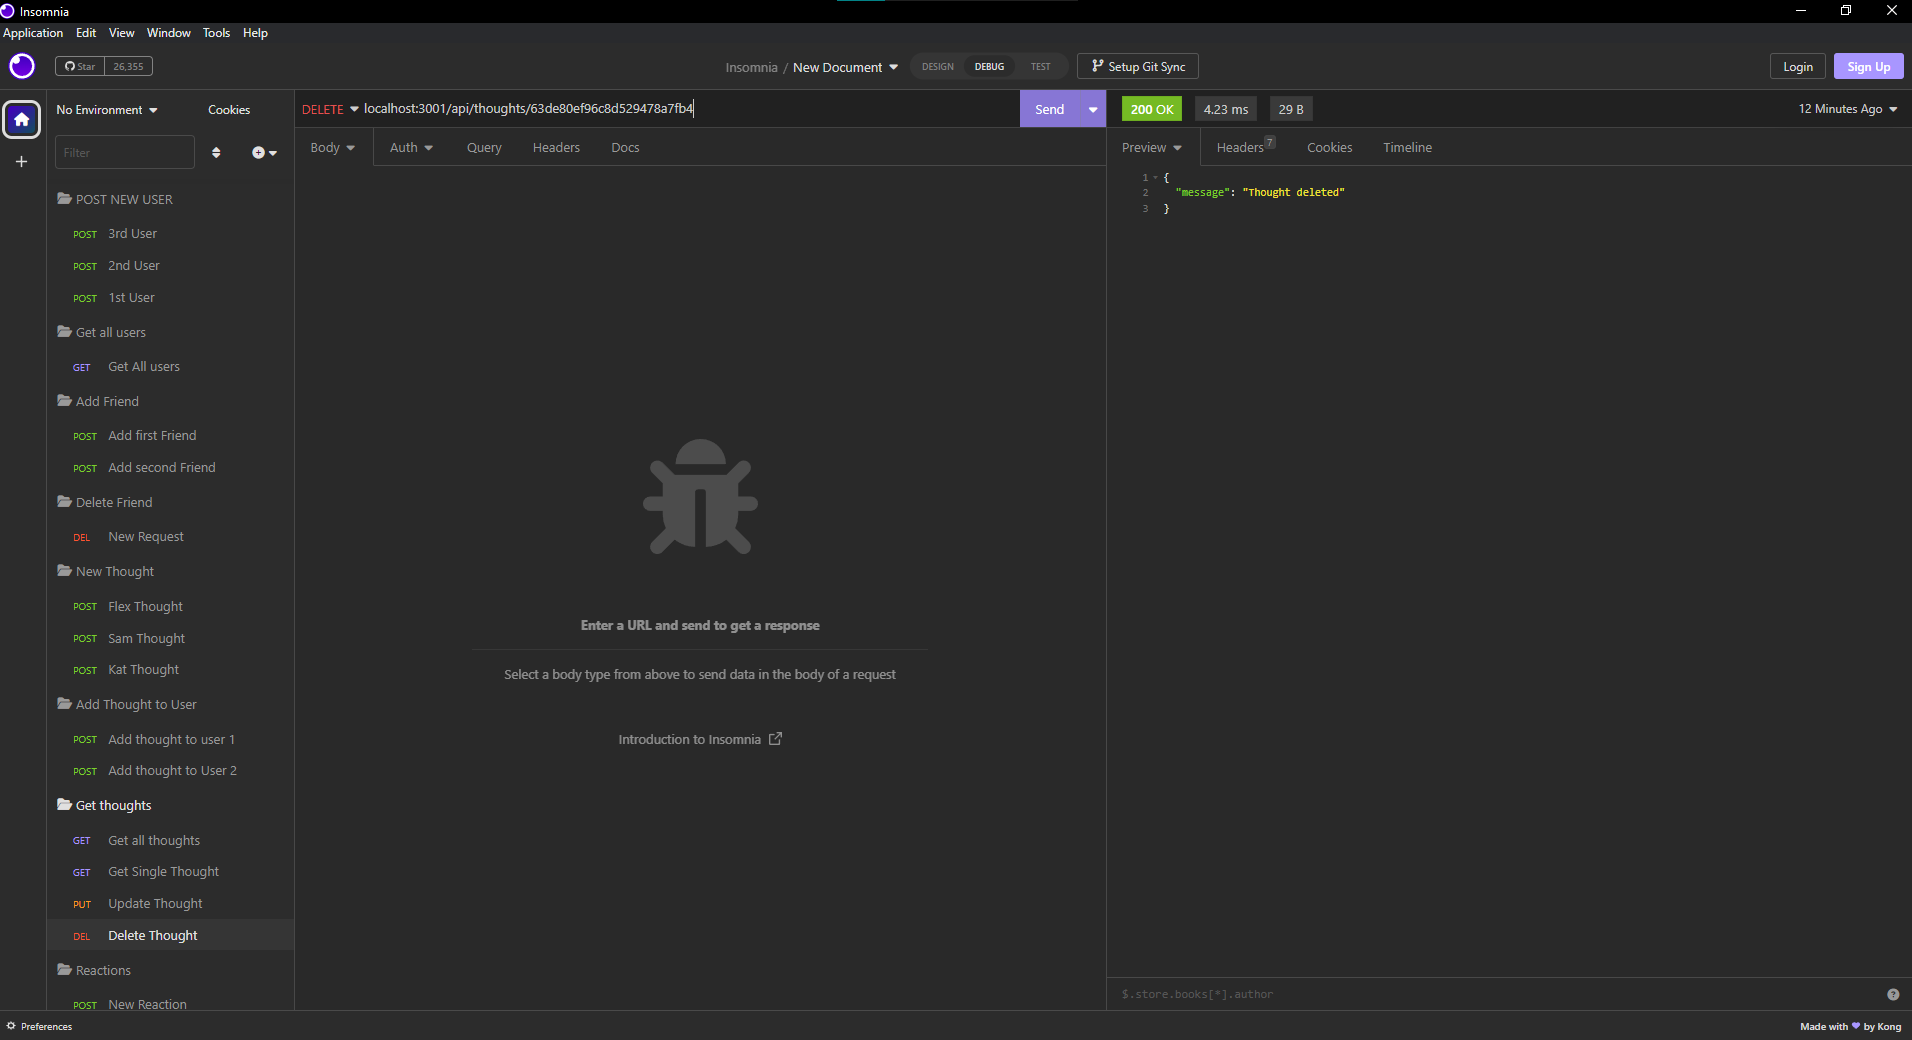 Insomnia
Application Edit View Window Tools Help
Star 26,355
Insomnia / New Document DESIGN DEBUG TEST Setup Git Sync
Login Sign Up
No Environment Cookies
DELETE localhost:3001/api/thoughts/63de80ef96c8d529478a7fb4 Send
200 OK 4.23 ms 29 B 12 Minutes Ago
Filter
Body Auth Query Headers Docs
Preview Headers 7 Cookies Timeline
1 {
2 "message": "Thought deleted"
3 }
POST NEW USER
POST 3rd User
POST 2nd User
POST 1st User
Get all users
GET Get All users
Add Friend
POST Add first Friend
POST Add second Friend
Delete Friend
DEL New Request
New Thought
POST Flex Thought
POST Sam Thought
POST Kat Thought
Add Thought to User
POST Add thought to user 1
POST Add thought to User 2
Get thoughts
GET Get all thoughts
GET Get Single Thought
PUT Update Thought
DEL Delete Thought
Reactions
POST New Reaction
Enter a URL and send to get a response
Select a body type from above to send data in the body of a request
Introduction to Insomnia
$.store.books[*].author
Preferences
Made with by Kong